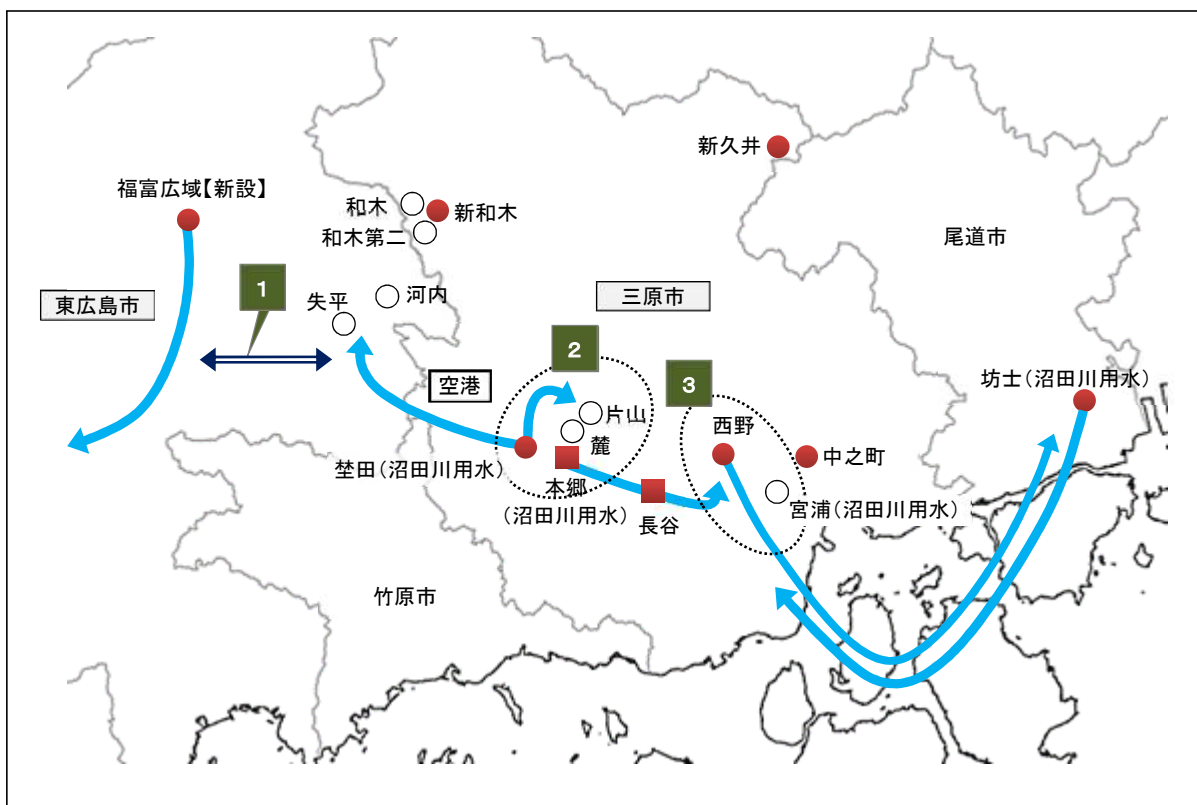 新久井
福富広域【新設】
和木
新和木
和木第二
尾道市
1
東広島市
失平
河内
三原市
2
空港
3
坊士(沼田川用水)
片山
西野
麓
埜田(沼田川用水)
中之町
本郷
(沼田川用水)
長谷
宮浦(沼田川用水)
竹原市